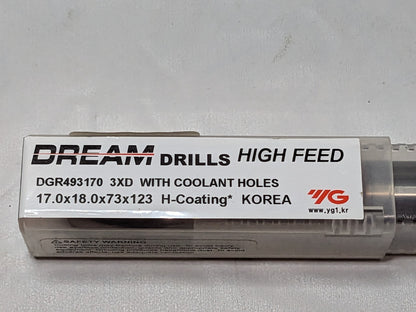 DREAM DRILLS HIGH FEED
DGR493170 3XD WITH COOLANT HOLES
17.0x18.0x73x123 H-Coating* KOREA
YG
www.yg1.kr
WARNING